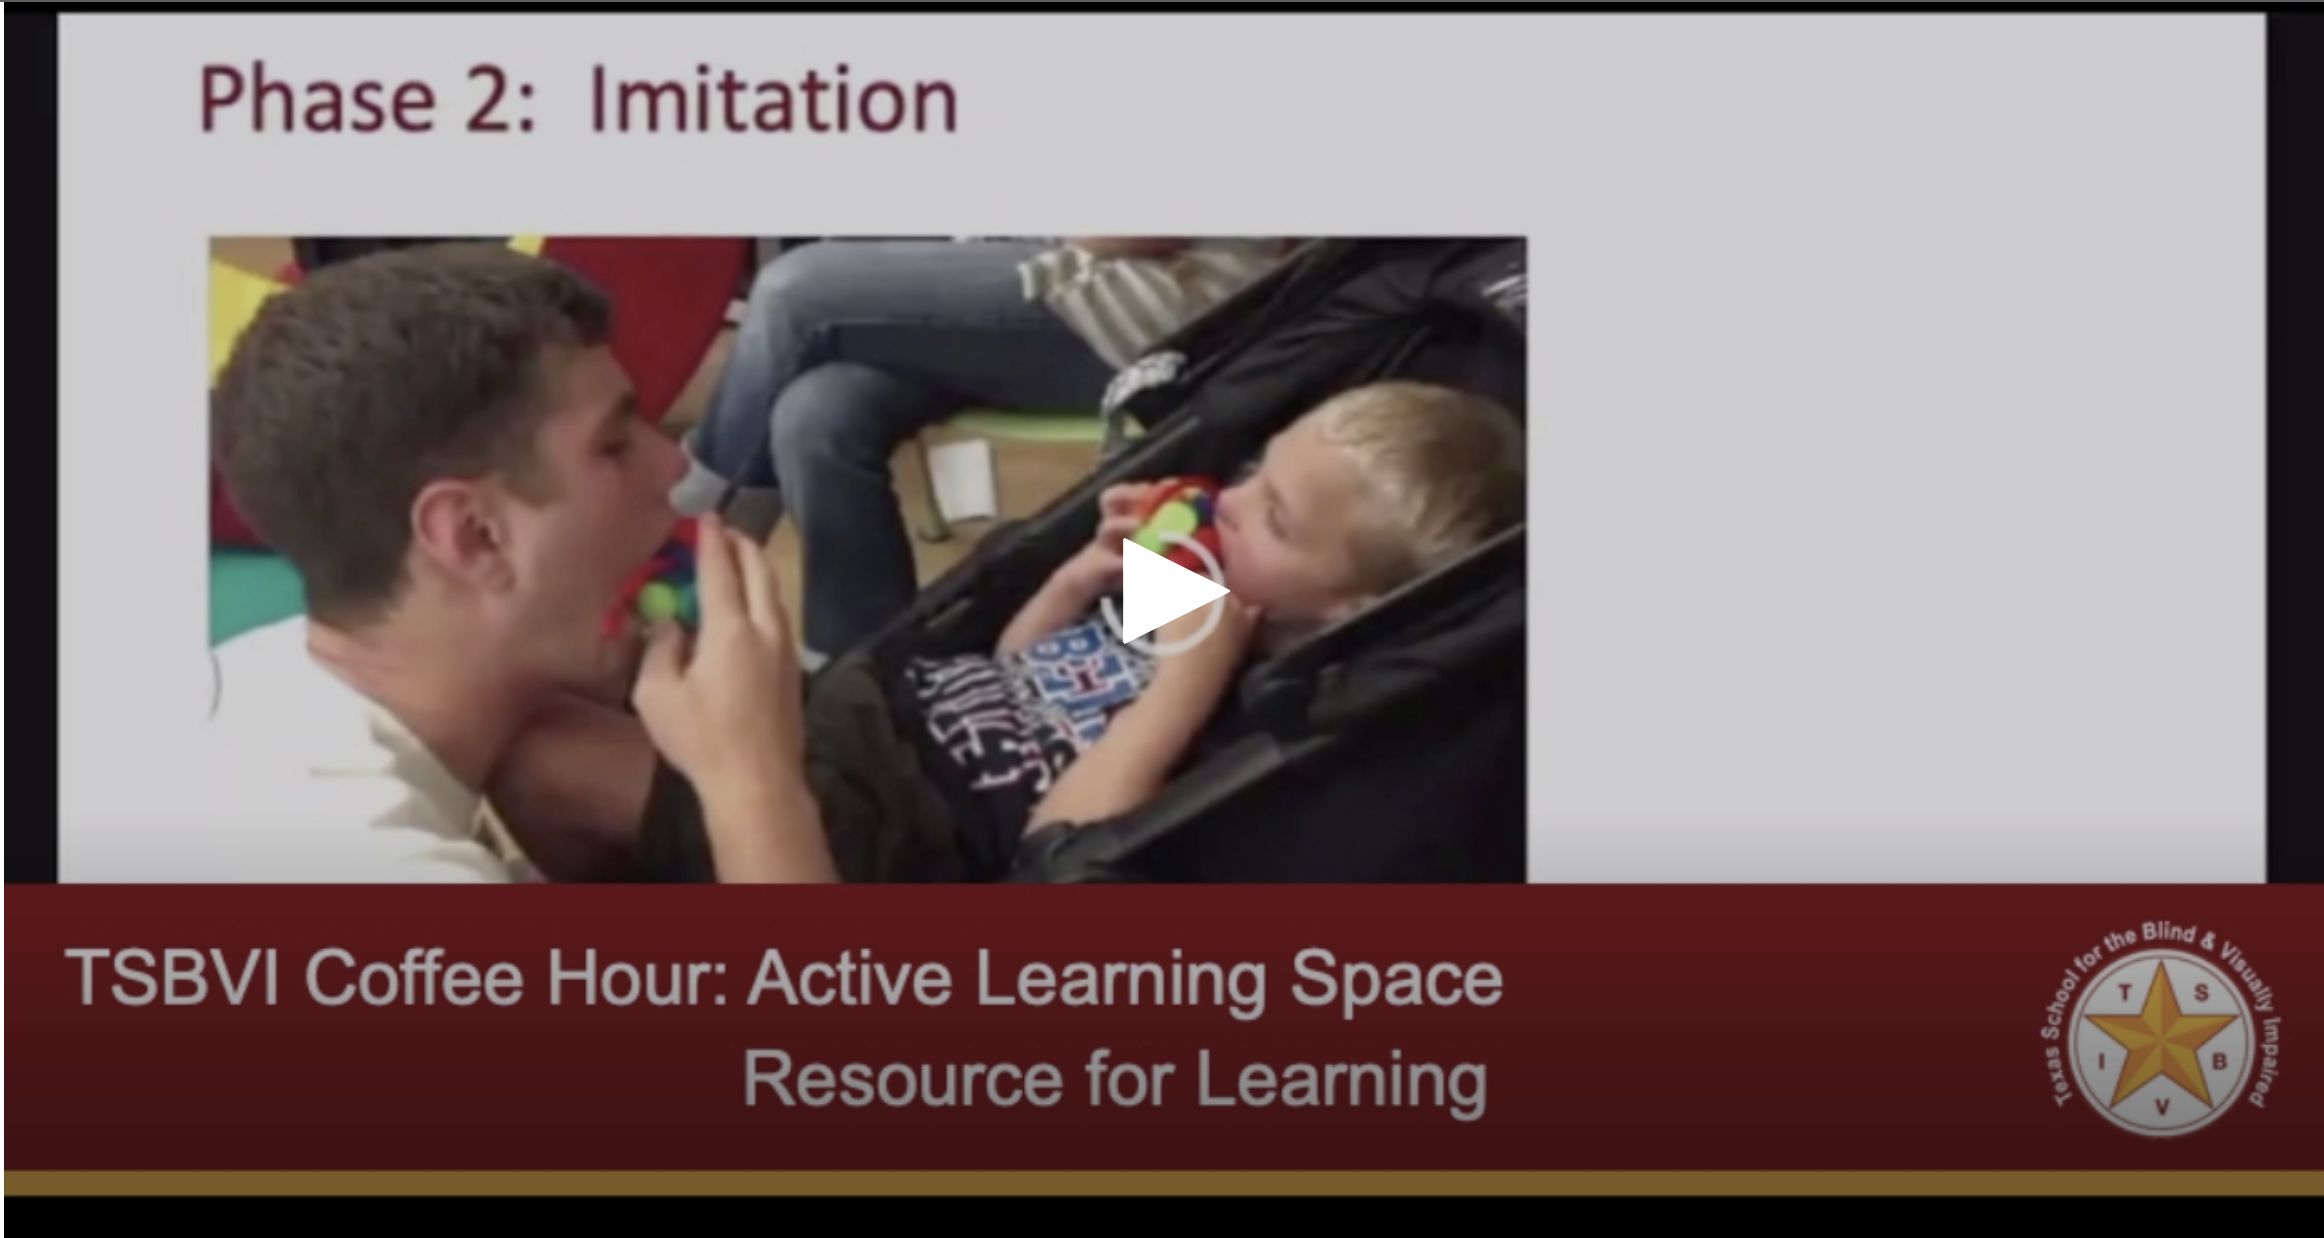 Phase 2: Imitation
TSBVI Coffee Hour: Active Learning Space
Resource for Learning
Texas School for the Blind & Visually Impaired
T S
I B
V